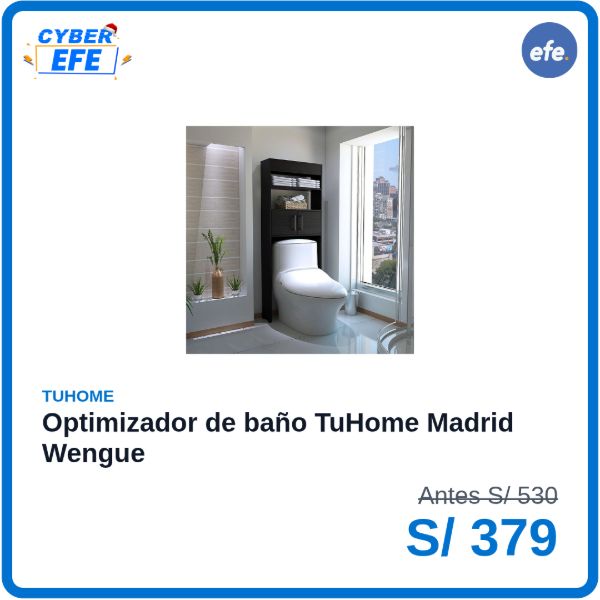 CYBER
EFE
efe.
TUHOME
Optimizador de baño TuHome Madrid
Wengue
Antes S/ 530
S/ 379